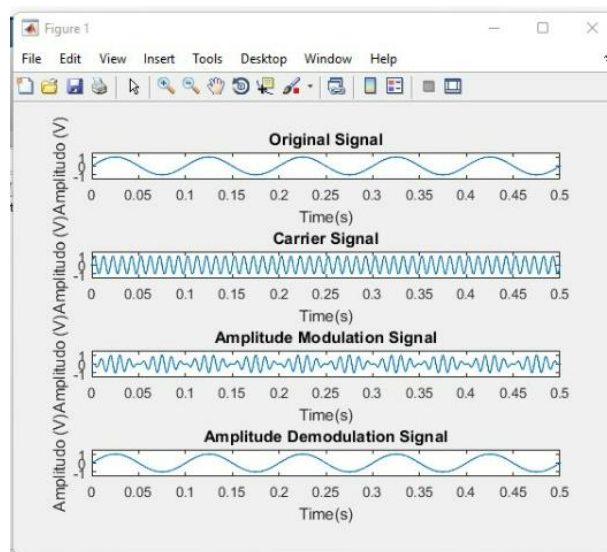 Figure 1
File Edit View Insert Tools Desktop Window Help
Original Signal
Amplitudo (V)
1
0
-1
0 0.05 0.1 0.15 0.2 0.25 0.3 0.35 0.4 0.45 0.5
Time(s)
Carrier Signal
Amplitudo (V)
1
0
-1
0 0.05 0.1 0.15 0.2 0.25 0.3 0.35 0.4 0.45 0.5
Time(s)
Amplitude Modulation Signal
Amplitudo (V)
1
0
-1
0 0.05 0.1 0.15 0.2 0.25 0.3 0.35 0.4 0.45 0.5
Time(s)
Amplitude Demodulation Signal
Amplitudo (V)
1
0
-1
0 0.05 0.1 0.15 0.2 0.25 0.3 0.35 0.4 0.45 0.5
Time(s)